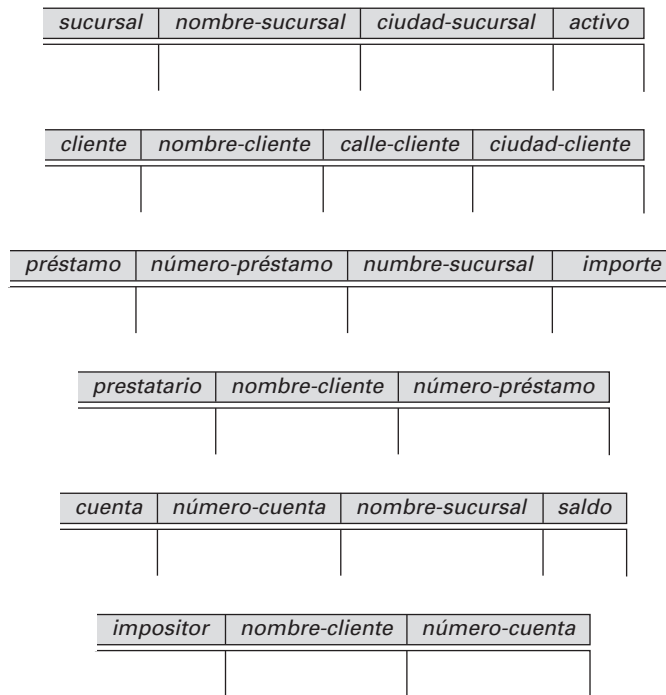 sucursal nombre-sucursal ciudad-sucursal activo
cliente nombre-cliente calle-cliente ciudad-cliente
préstamo número-préstamo numbre-sucursal importe
prestatario nombre-cliente número-préstamo
cuenta número-cuenta nombre-sucursal saldo
impositor nombre-cliente número-cuenta